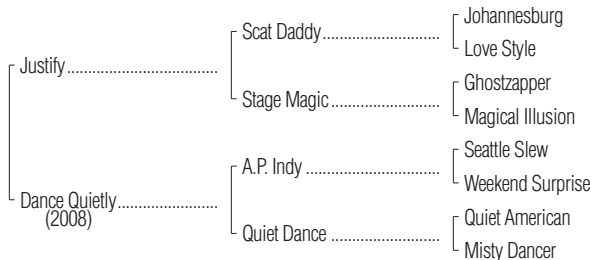 Johannesburg
Scat Daddy
Love Style
Justify
Ghostzapper
Stage Magic
Magical Illusion
Seattle Slew
A.P. Indy
Weekend Surprise
Dance Quietly
(2008)
Quiet American
Quiet Dance
Misty Dancer